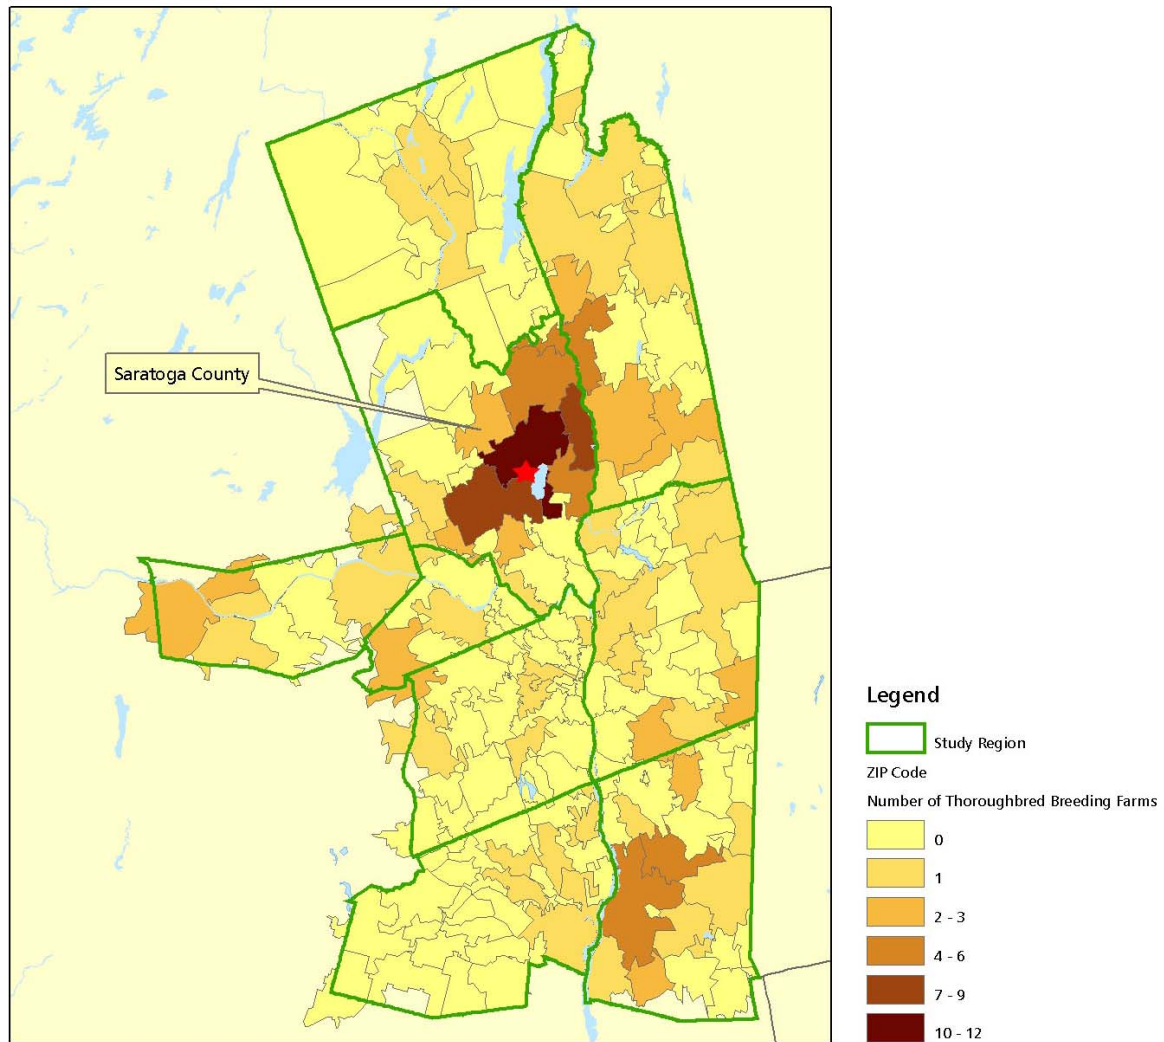 Saratoga County
Legend
Study Region
ZIP Code
Number of Thoroughbred Breeding Farms
0
1
2 - 3
4 - 6
7 - 9
10 - 12